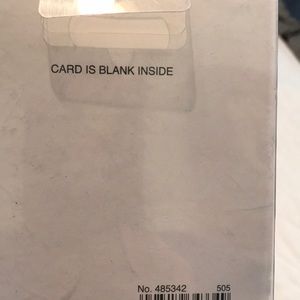 CARD IS BLANK INSIDE
No. 485342 505